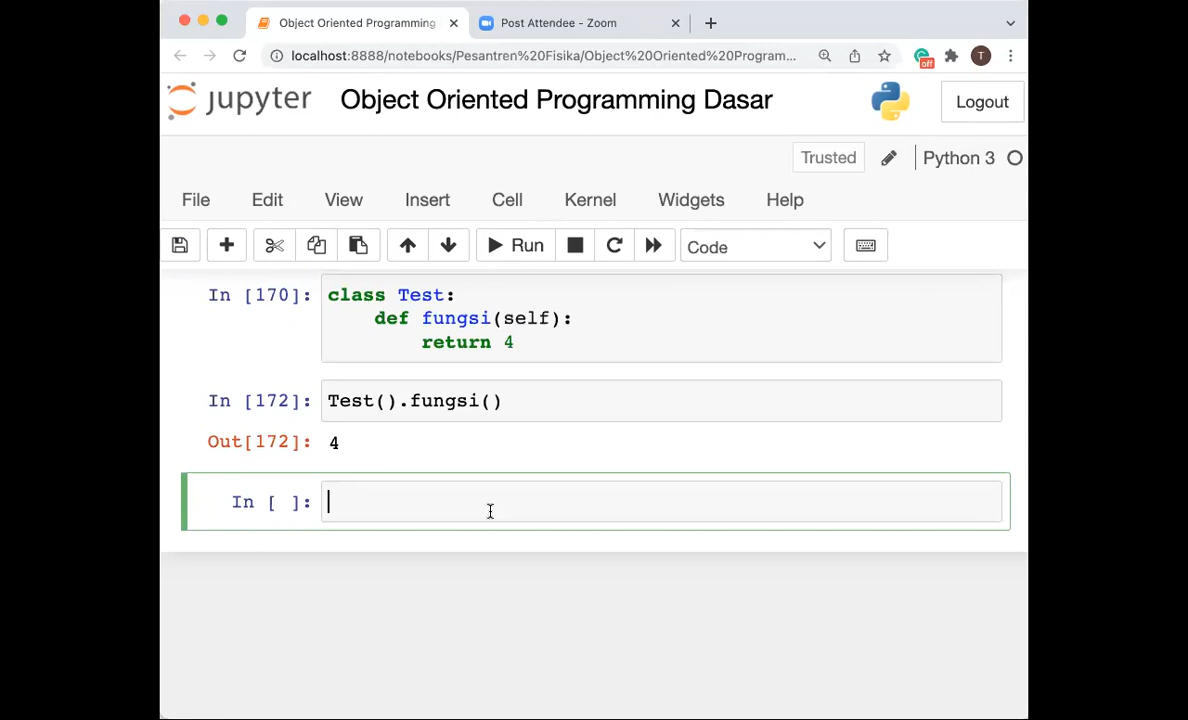 Object Oriented Programming
Post Attendee - Zoom
localhost:8888/notebooks/Pesantren%20Fisika/Object%20Oriented%20Program...
off
T
jupyter
Object Oriented Programming Dasar
Logout
Trusted
Python 3
File Edit View Insert Cell Kernel Widgets Help
Run
Code
In [170]: class Test:
    def fungsi(self):
        return 4
In [172]: Test().fungsi()
Out[172]: 4
In [ ]: